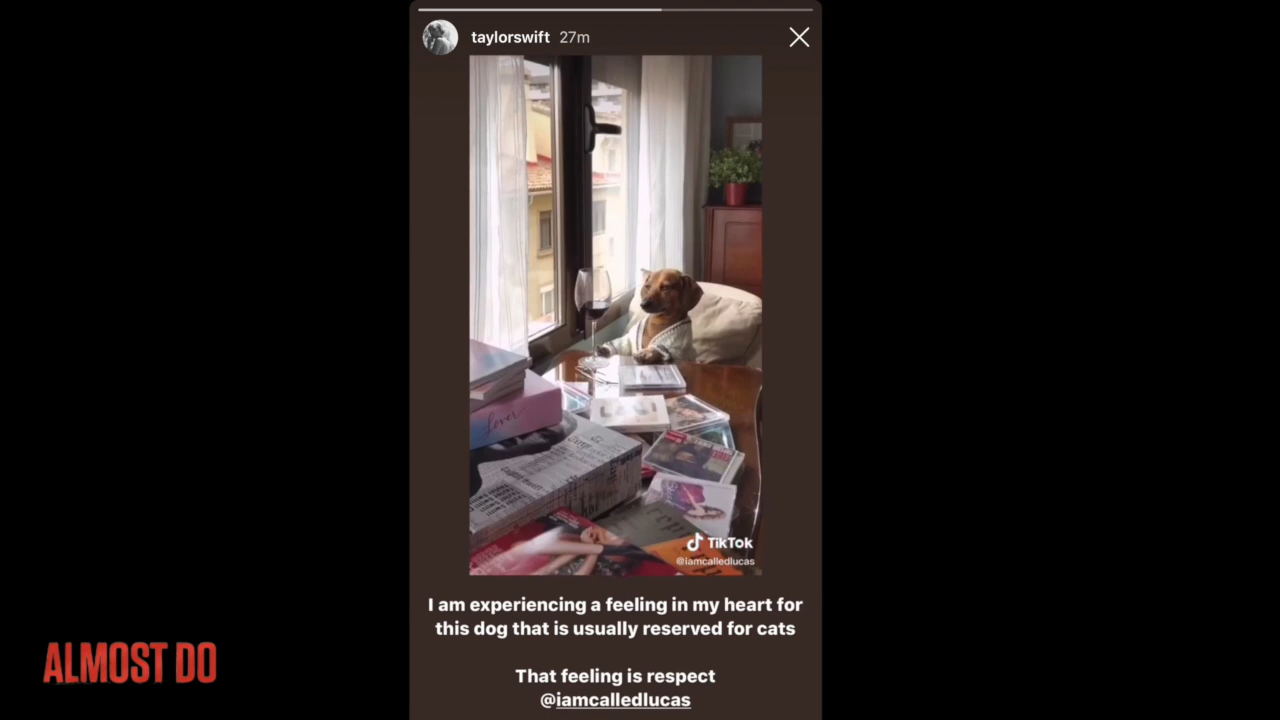 taylorswift 27m
Lover
TikTok
@iamcalledlucas
I am experiencing a feeling in my heart for
this dog that is usually reserved for cats
That feeling is respect
@iamcalledlucas
ALMOST DO